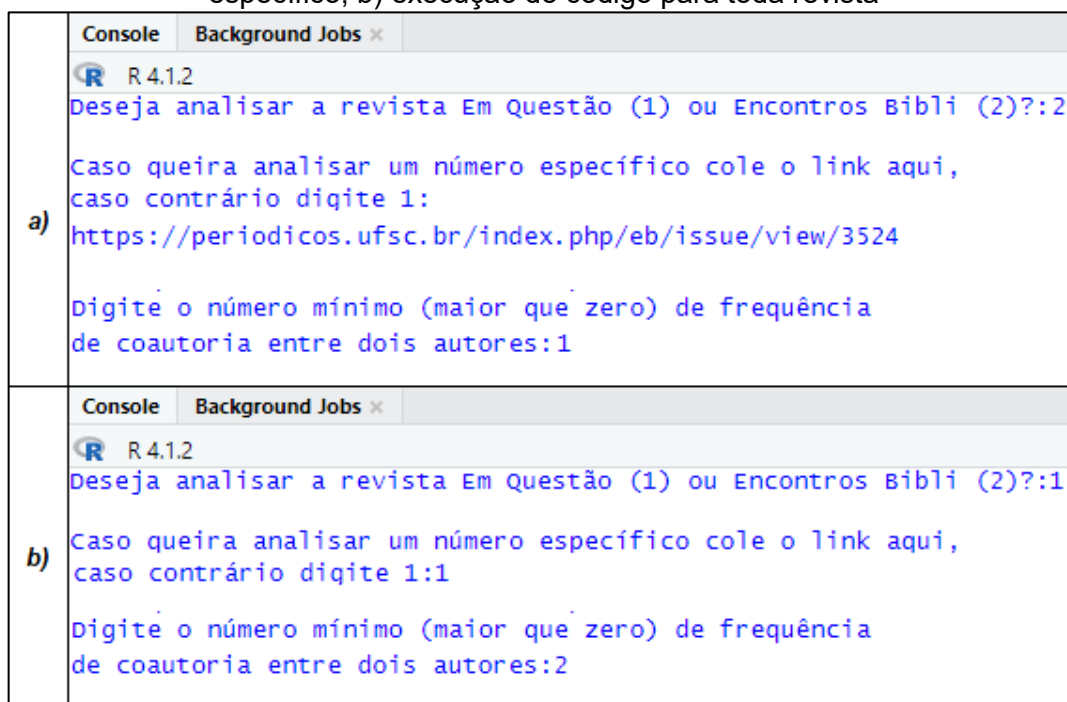 específico; b) execução do código para toda revista
Console Background Jobs ×
R R 4.1.2
Deseja analisar a revista Em Questão (1) ou Encontros Bibli (2)?:2
Caso queira analisar um número específico cole o link aqui,
caso contrário digite 1:
a)
https://periodicos.ufsc.br/index.php/eb/issue/view/3524
Digite o número mínimo (maior que zero) de frequência
de coautoria entre dois autores:1
Console Background Jobs ×
R R 4.1.2
Deseja analisar a revista Em Questão (1) ou Encontros Bibli (2)?:1
b)
Caso queira analisar um número específico cole o link aqui,
caso contrário digite 1:1
Digite o número mínimo (maior que zero) de frequência
de coautoria entre dois autores:2